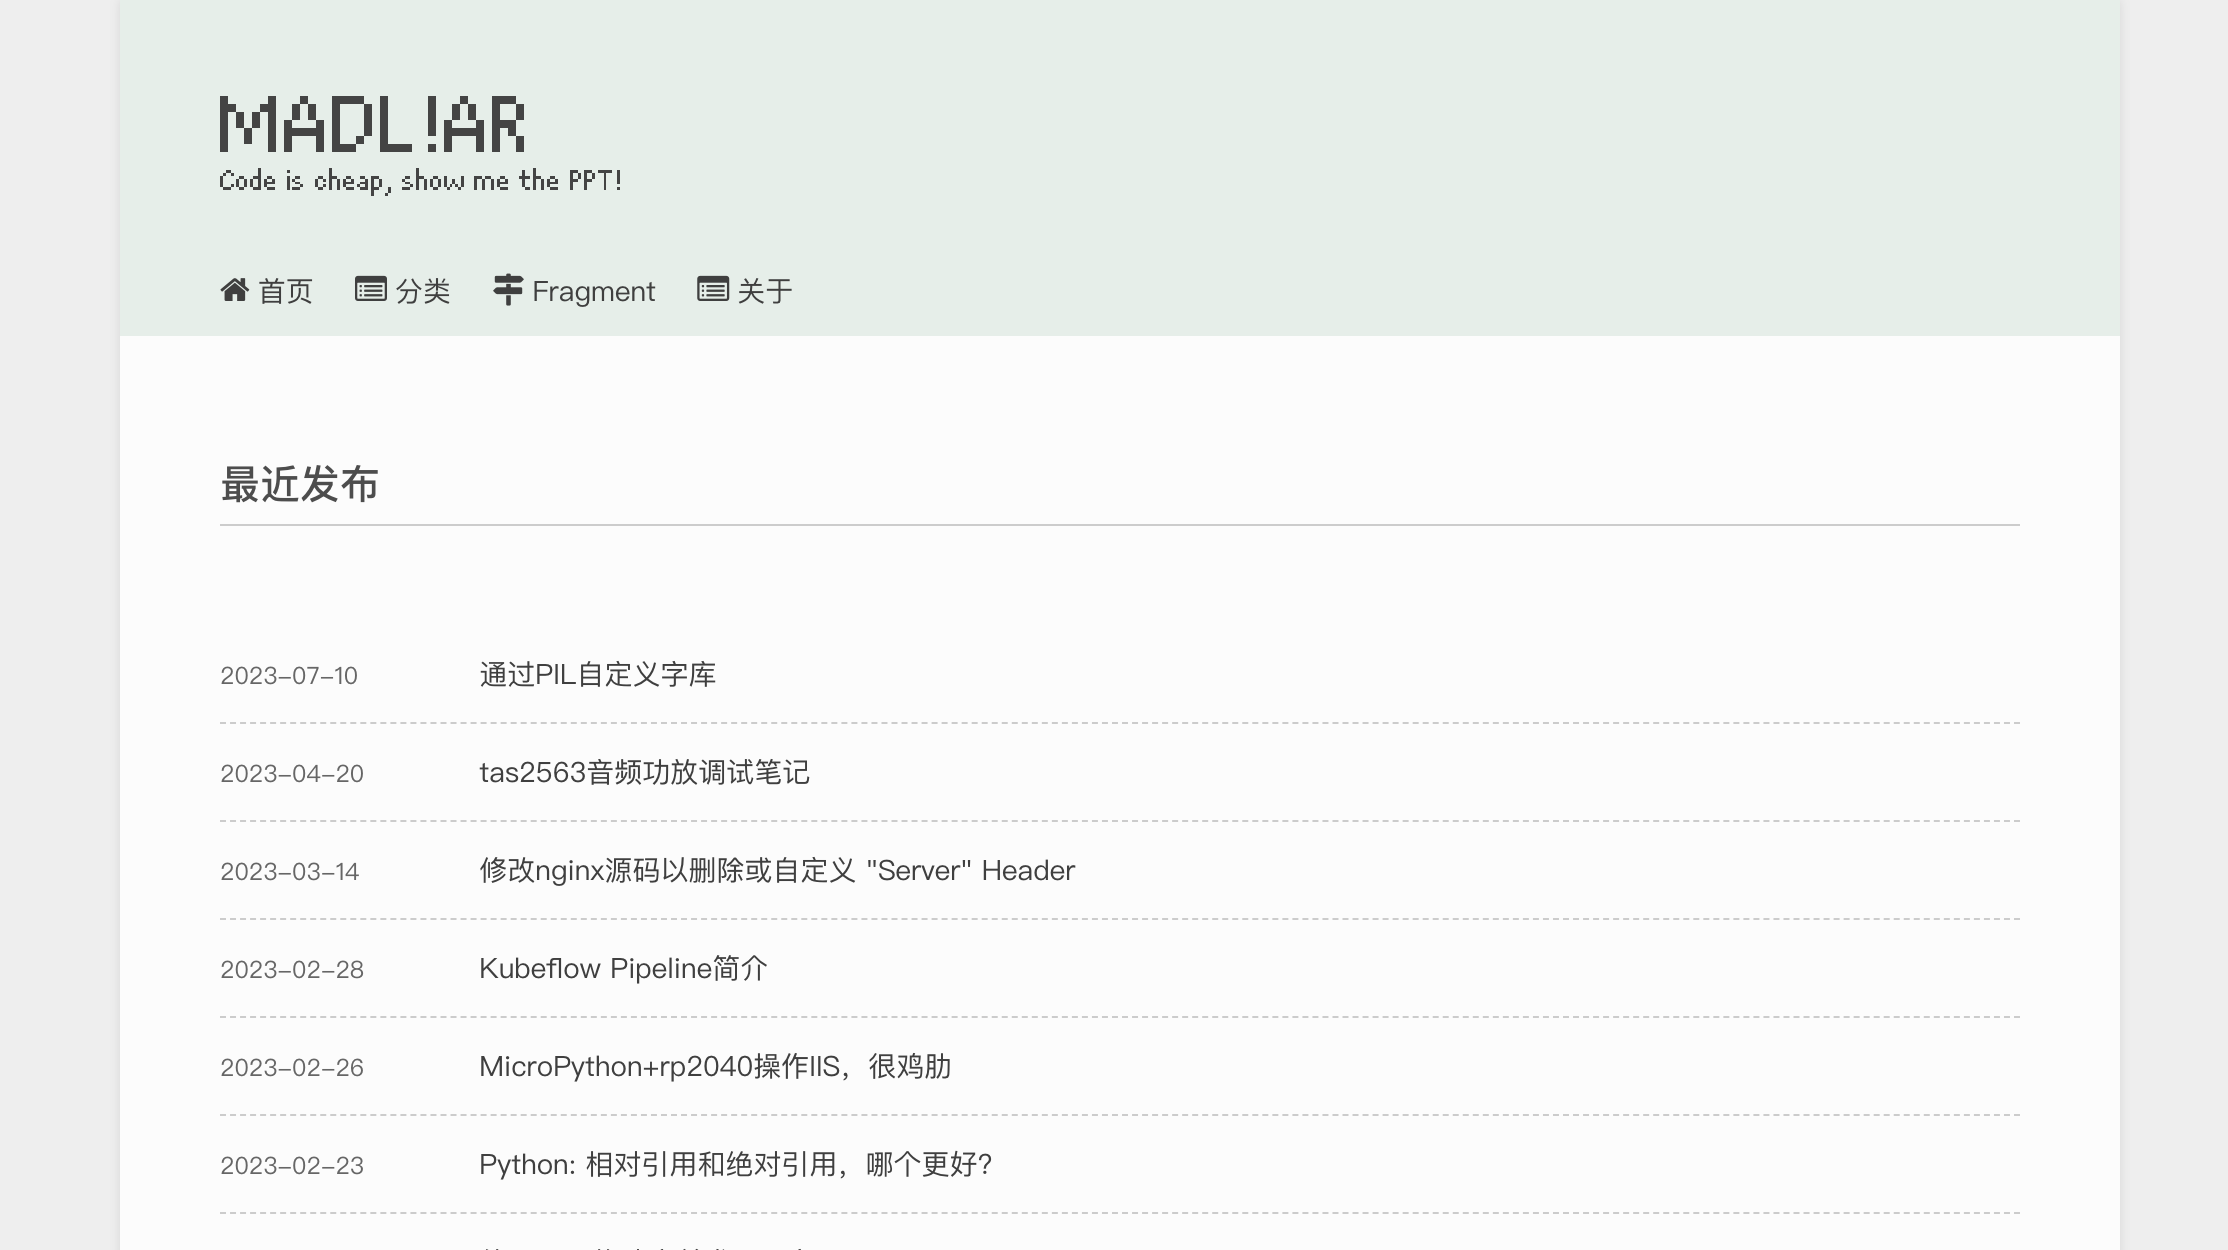 MADL!AR
Code is cheap, show me the PPT!
首页 分类 Fragment 关于
最近发布
2023-07-10 通过PIL自定义字库
2023-04-20 tas2563音频功放调试笔记
2023-03-14 修改nginx源码以删除或自定义 "Server" Header
2023-02-28 Kubeflow Pipeline简介
2023-02-26 MicroPython+rp2040操作IIS，很鸡肋
2023-02-23 Python: 相对引用和绝对引用，哪个更好？